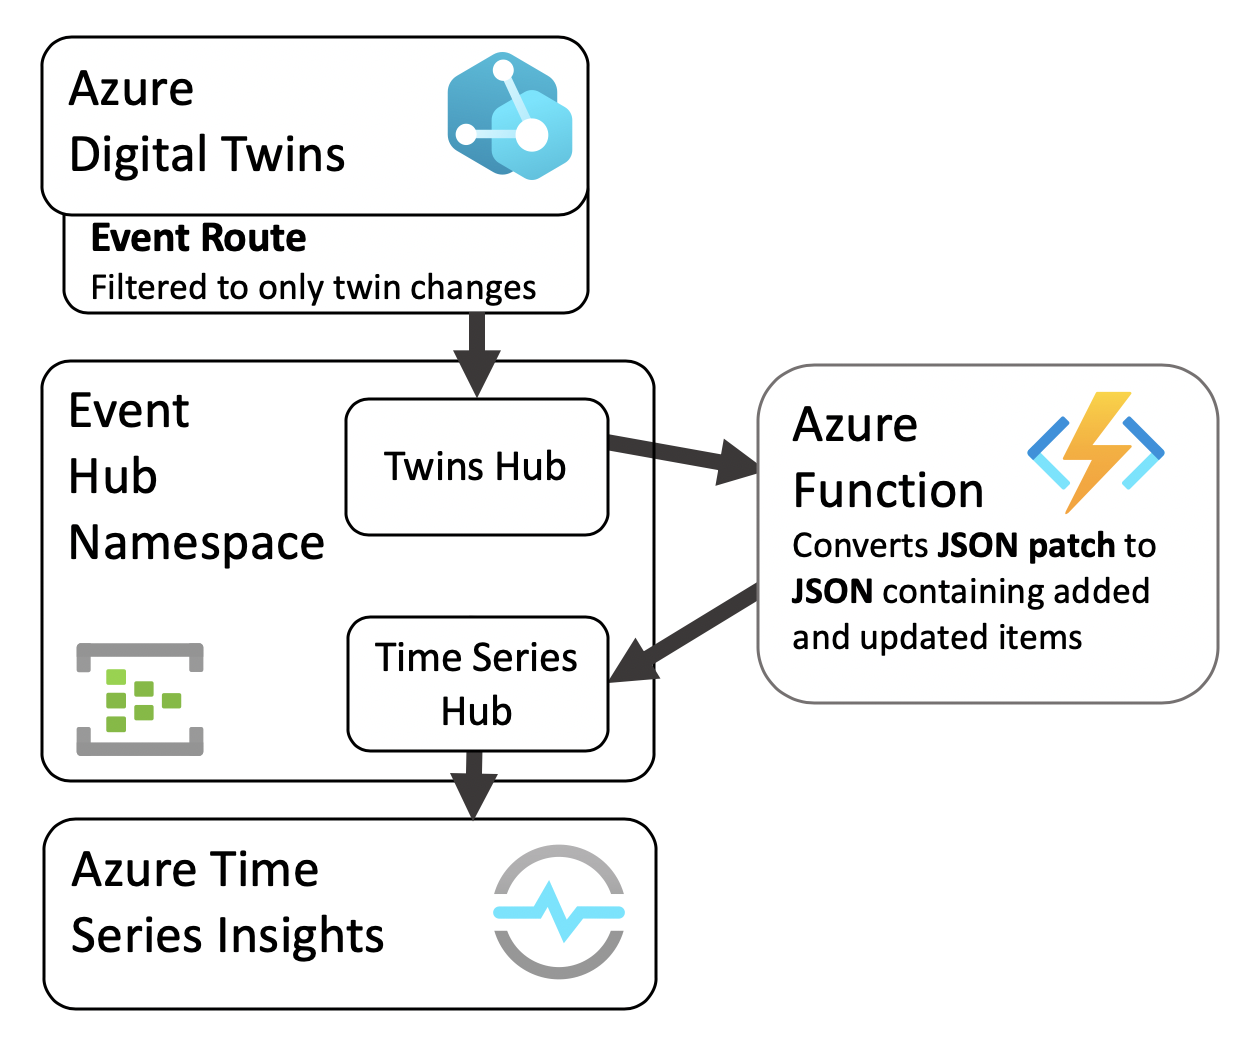 Azure
Digital Twins
Event Route
Filtered to only twin changes
Event
Hub
Namespace
Twins Hub
Azure
Function
Converts JSON patch to
JSON containing added
and updated items
Time Series
Hub
Azure Time
Series Insights